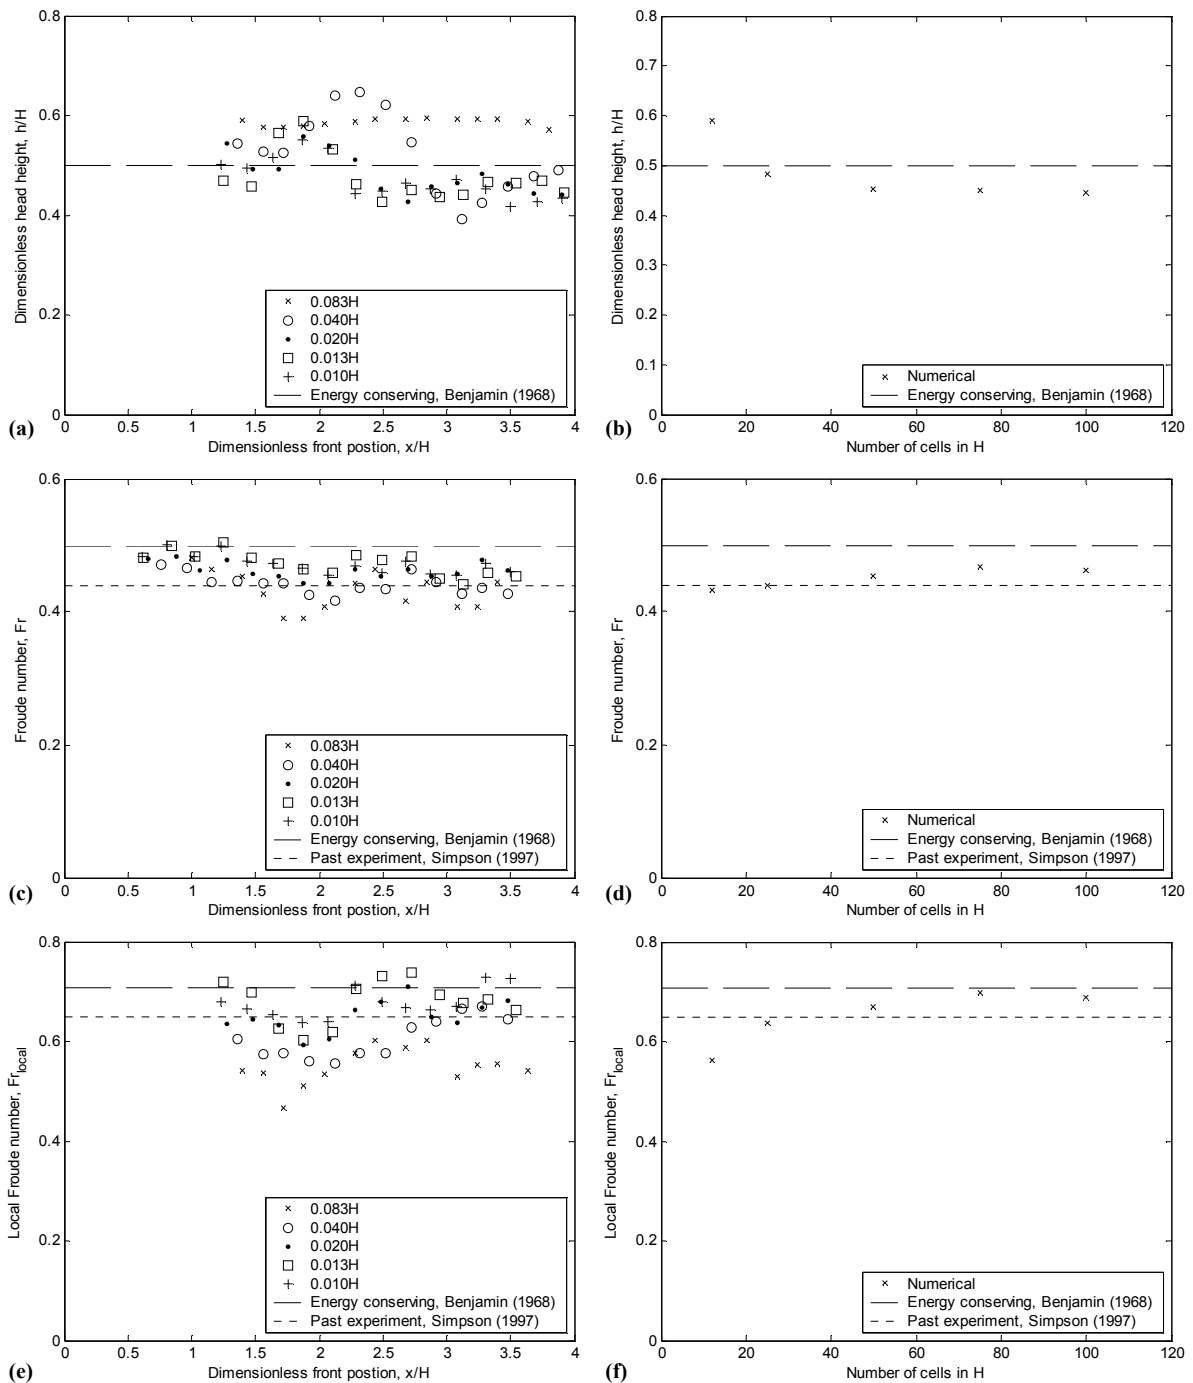 0.8
0.6
0.4
0.2
0
0 0.5 1 1.5 2 2.5 3 3.5 4
Dimensionless head height, h/H
Dimensionless front postion, x/H
0.083H
0.040H
0.020H
0.013H
0.010H
Energy conserving, Benjamin (1968)
(a)
0.8
0.7
0.6
0.5
0.4
0.3
0.2
0.1
0
0 20 40 60 80 100 120
Dimensionless head height, h/H
Number of cells in H
Numerical
Energy conserving, Benjamin (1968)
(b)
0.6
0.4
0.2
0
0 0.5 1 1.5 2 2.5 3 3.5 4
Froude number, Fr
Dimensionless front postion, x/H
0.083H
0.040H
0.020H
0.013H
0.010H
Energy conserving, Benjamin (1968)
Past experiment, Simpson (1997)
(c)
0.6
0.4
0.2
0
0 20 40 60 80 100 120
Froude number, Fr
Number of cells in H
Numerical
Energy conserving, Benjamin (1968)
Past experiment, Simpson (1997)
(d)
0.8
0.6
0.4
0.2
0
0 0.5 1 1.5 2 2.5 3 3.5 4
Local Froude number, Fr_local
Dimensionless front postion, x/H
0.083H
0.040H
0.020H
0.013H
0.010H
Energy conserving, Benjamin (1968)
Past experiment, Simpson (1997)
(e)
0.8
0.6
0.4
0.2
0
0 20 40 60 80 100 120
Local Froude number, Fr_local
Number of cells in H
Numerical
Energy conserving, Benjamin (1968)
Past experiment, Simpson (1997)
(f)